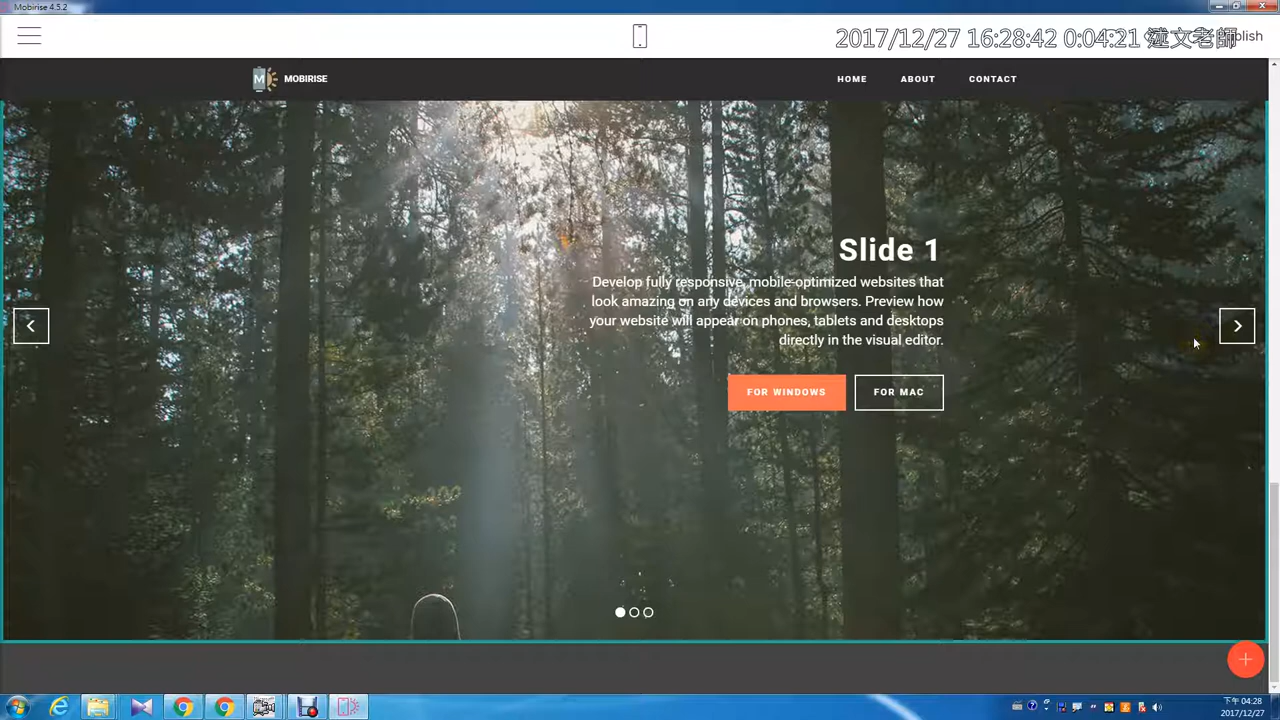 Mobirise 4.5.2
2017/12/27 16:28:42 0:04:21
老師
blish
M MOBIRISE
HOME ABOUT CONTACT
Slide 1
Develop fully responsive, mobile-optimized websites that
look amazing on any devices and browsers. Preview how
your website will appear on phones, tablets and desktops
directly in the visual editor.
FOR WINDOWS FOR MAC
下午 04:28
2017/12/27